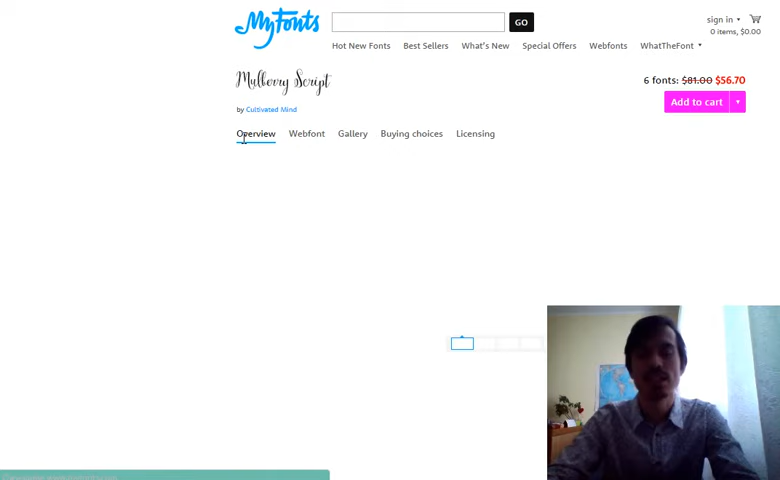 MyFonts
GO
sign in
0 items, $0.00
Hot New Fonts Best Sellers What's New Special Offers Webfonts WhatTheFont
Mulberry Script
6 fonts: $81.00 $56.70
by Cultivated Mind
Add to cart
Overview Webfont Gallery Buying choices Licensing